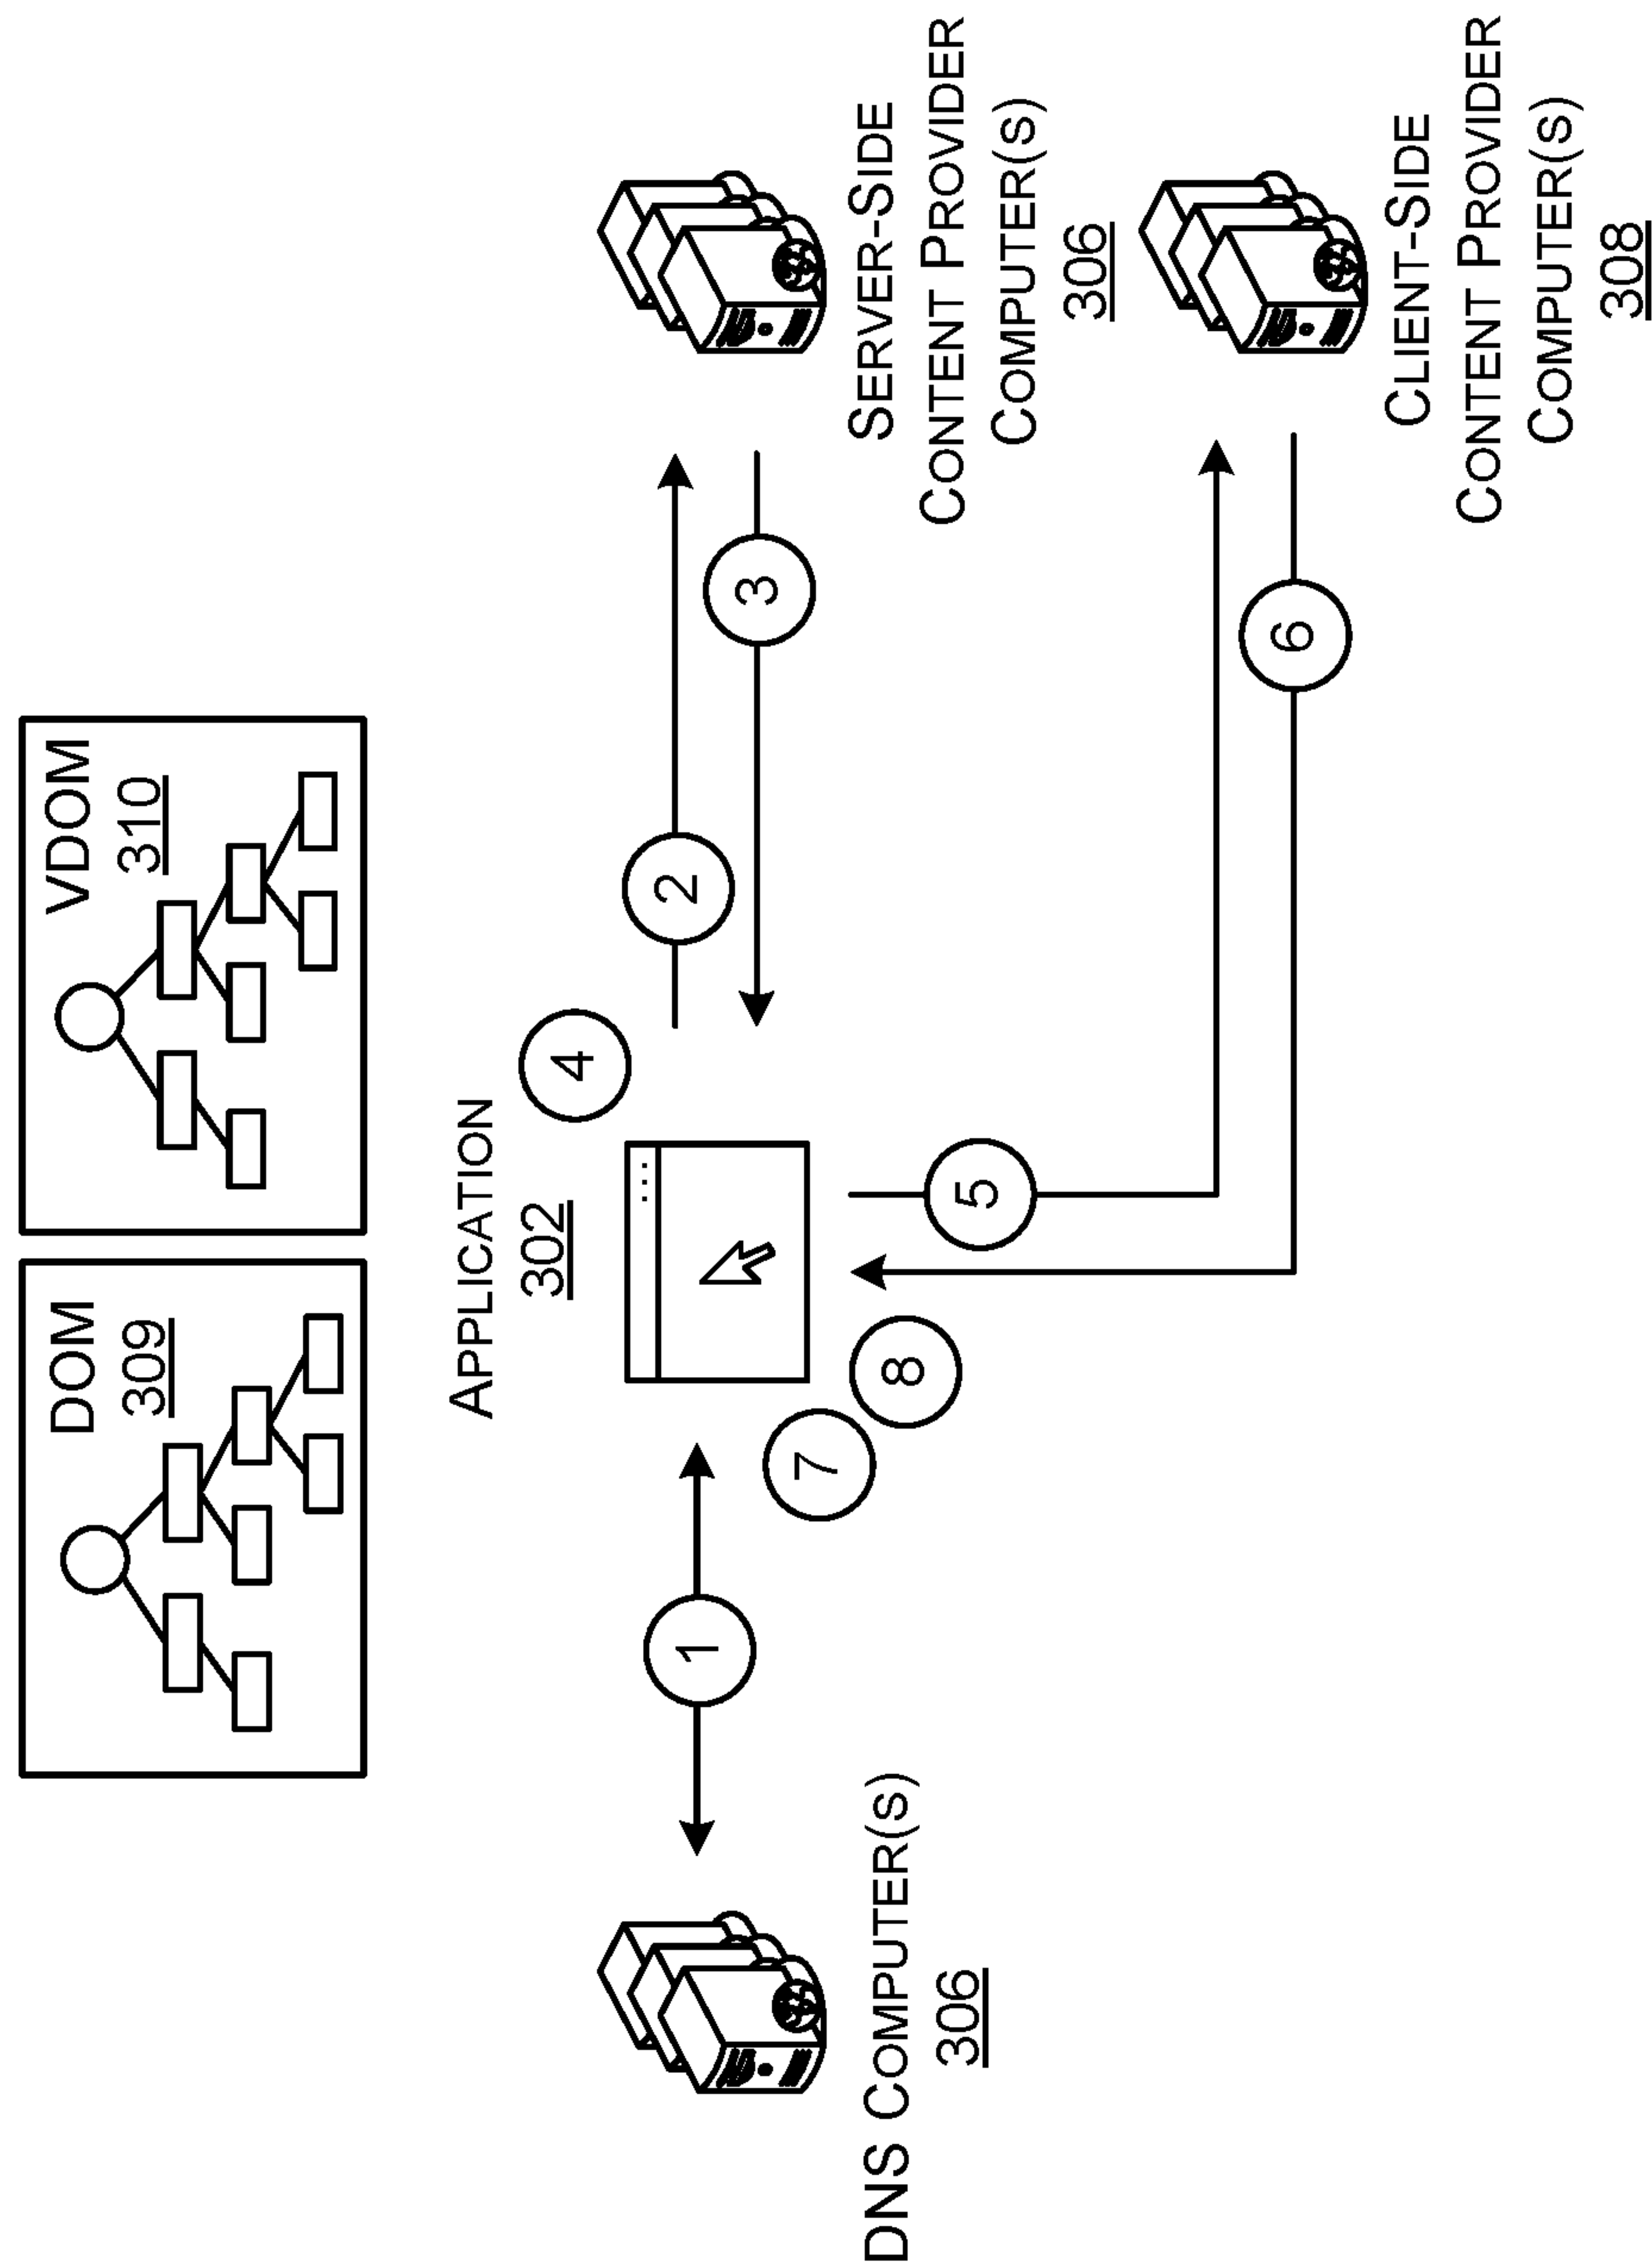 DOM
309
VDOM
310
APPLICATION
302
4
2
3
1
7
8
5
6
DNS COMPUTER(S)
306
SERVER-SIDE
CONTENT PROVIDER
COMPUTER(S)
306
CLIENT-SIDE
CONTENT PROVIDER
COMPUTER(S)
308